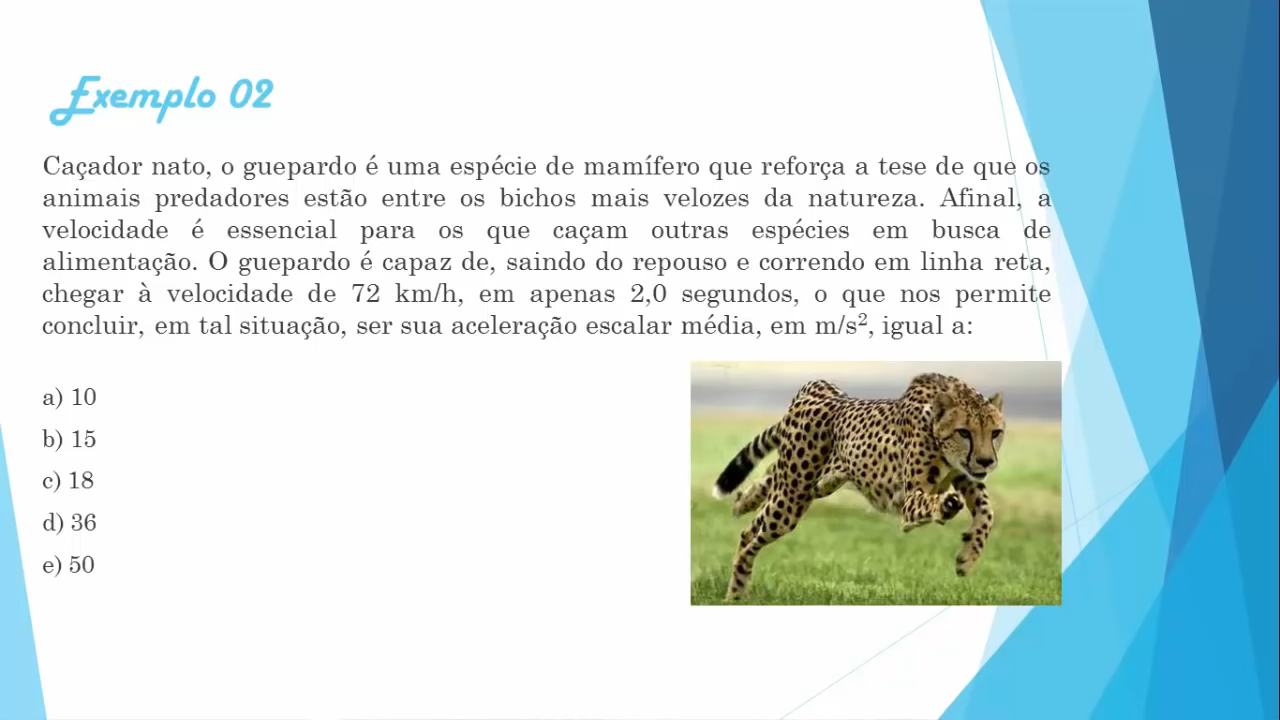 Exemplo 02
Caçador nato, o guepardo é uma espécie de mamífero que reforça a tese de que os
animais predadores estão entre os bichos mais velozes da natureza. Afinal, a
velocidade é essencial para os que caçam outras espécies em busca de
alimentação. O guepardo é capaz de, saindo do repouso e correndo em linha reta,
chegar à velocidade de 72 km/h, em apenas 2,0 segundos, o que nos permite
concluir, em tal situação, ser sua aceleração escalar média, em m/s², igual a:
a) 10
b) 15
c) 18
d) 36
e) 50